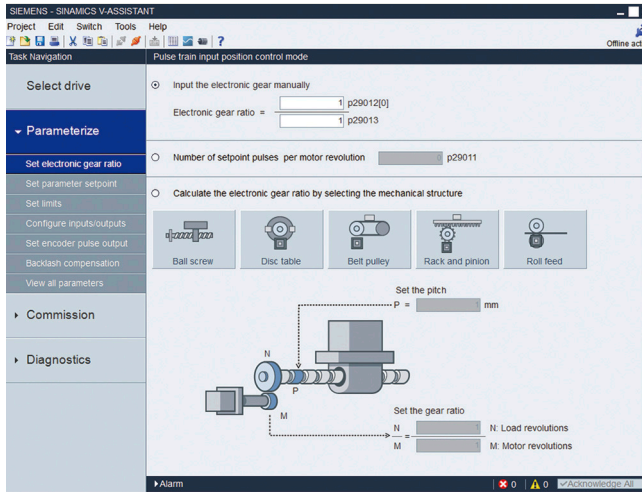 SIEMENS - SINAMICS V-ASSISTANT
Project Edit Switch Tools Help
Task Navigation
Pulse train input position control mode
Select drive
Parameterize
Set electronic gear ratio
Set parameter setpoint
Set limits
Configure inputs/outputs
Set encoder pulse output
Backlash compensation
View all parameters
Commission
Diagnostics
Offline act
Input the electronic gear manually
Electronic gear ratio =
1 p29012[0]
1 p29013
Number of setpoint pulses per motor revolution 0 p29011
Calculate the electronic gear ratio by selecting the mechanical structure
Ball screw Disc table Belt pulley Rack and pinion Roll feed
Set the pitch
P = 1 mm
N
P
M
Set the gear ratio
N 1 N: Load revolutions
=
M 1 M: Motor revolutions
Alarm 0 0 Acknowledge All